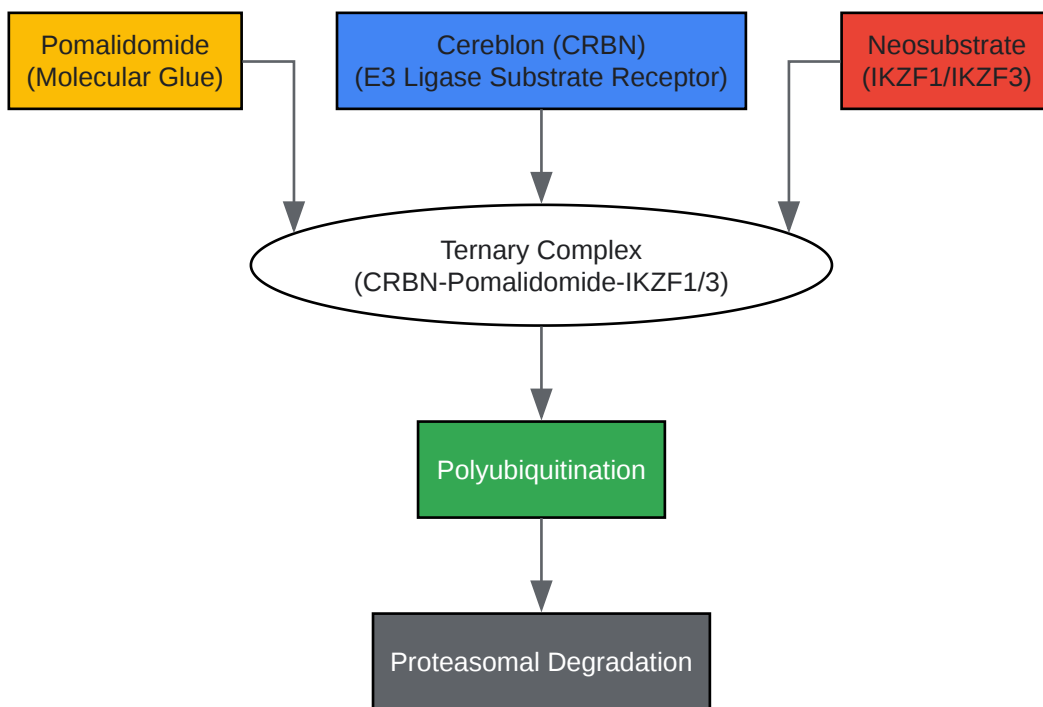 Pomalidomide
(Molecular Glue)
Cereblon (CRBN)
(E3 Ligase Substrate Receptor)
Neosubstrate
(IKZF1/IKZF3)
Ternary Complex
(CRBN-Pomalidomide-IKZF1/3)
Polyubiquitination
Proteasomal Degradation